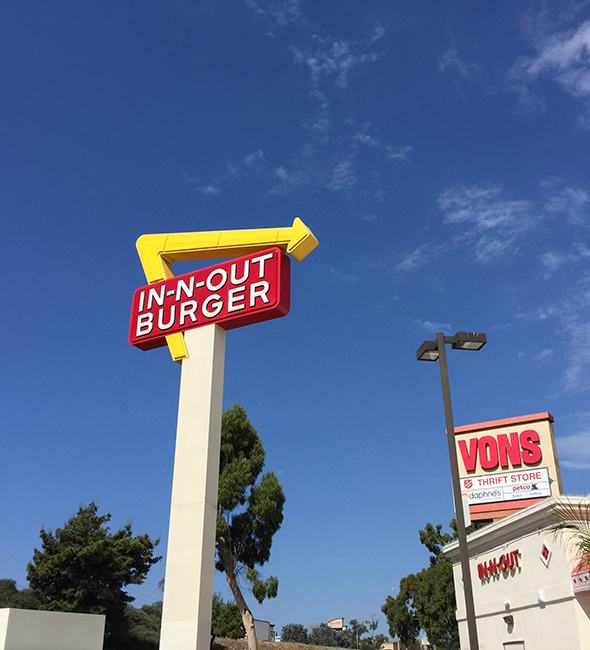 IN-N-OUT
BURGER
VONS
THRIFT STORE
daphne's
petco
IN-N-OUT